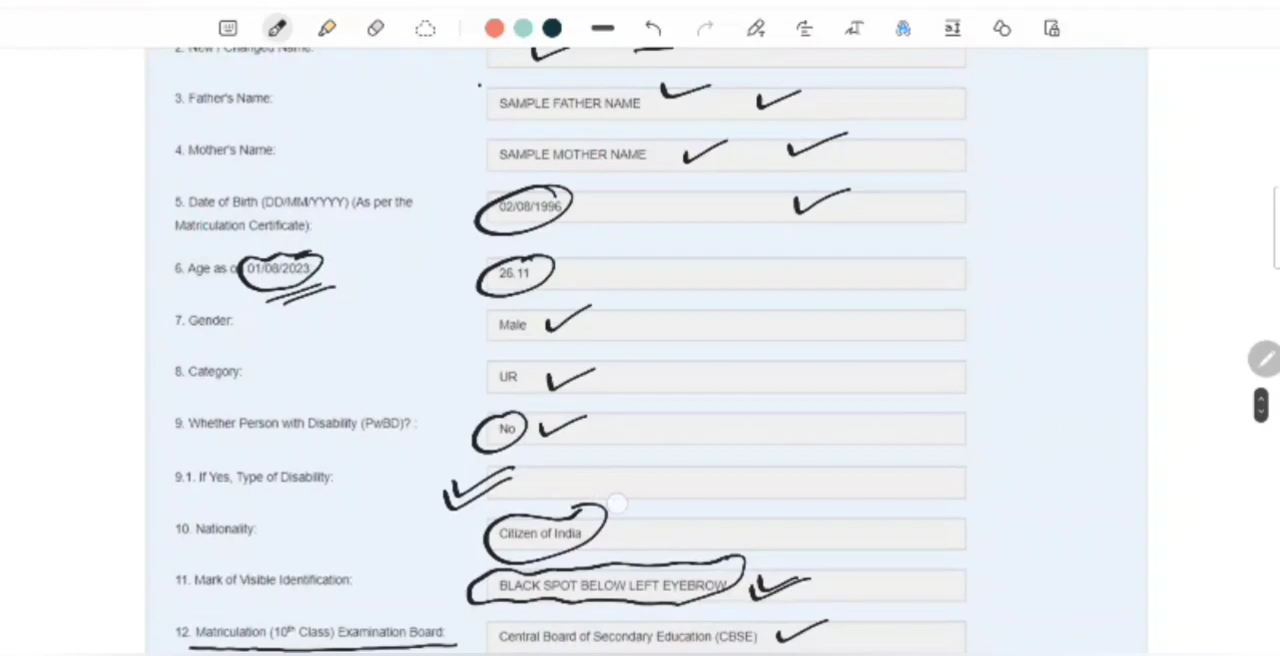 2. New / Changed Name:
3. Father's Name: SAMPLE FATHER NAME
4. Mother's Name: SAMPLE MOTHER NAME
5. Date of Birth (DD/MM/YYYY) (As per the 02/08/1996
Matriculation Certificate):
6. Age as o 01/08/2023: 26.11
7. Gender: Male
8. Category: UR
9. Whether Person with Disability (PwBD)? : No
9.1. If Yes, Type of Disability:
10. Nationality: Citizen of India
11. Mark of Visible Identification: BLACK SPOT BELOW LEFT EYEBROW
12. Matriculation (10th Class) Examination Board: Central Board of Secondary Education (CBSE)